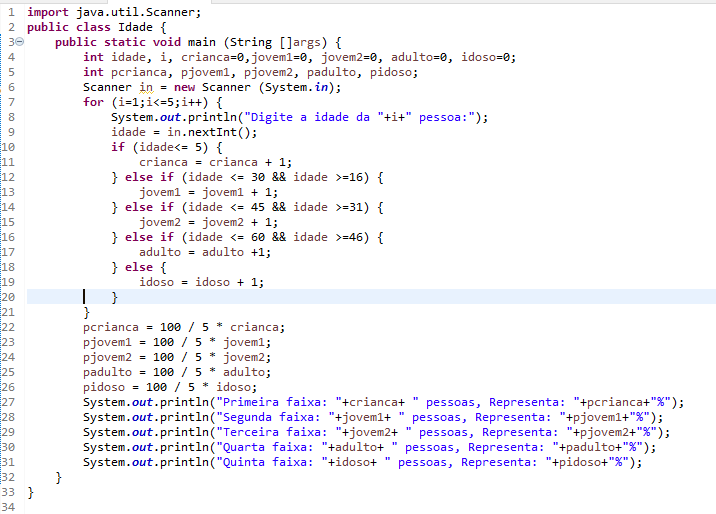 1 import java.util.Scanner;
2 public class Idade {
3 public static void main (String []args) {
4 int idade, i, crianca=0,jovem1=0, jovem2=0, adulto=0, idoso=0;
5 int pcrianca, pjovem1, pjovem2, padulto, pidoso;
6 Scanner in = new Scanner (System.in);
7 for (i=1;i<=5;i++) {
8 System.out.println("Digite a idade da "+i+" pessoa:");
9 idade = in.nextInt();
10 if (idade<= 5) {
11 crianca = crianca + 1;
12 } else if (idade <= 30 && idade >=16) {
13 jovem1 = jovem1 + 1;
14 } else if (idade <= 45 && idade >=31) {
15 jovem2 = jovem2 + 1;
16 } else if (idade <= 60 && idade >=46) {
17 adulto = adulto +1;
18 } else {
19 idoso = idoso + 1;
20 }
21 }
22 pcrianca = 100 / 5 * crianca;
23 pjovem1 = 100 / 5 * jovem1;
24 pjovem2 = 100 / 5 * jovem2;
25 padulto = 100 / 5 * adulto;
26 pidoso = 100 / 5 * idoso;
27 System.out.println("Primeira faixa: "+crianca+ " pessoas, Representa: "+pcrianca+"%");
28 System.out.println("Segunda faixa: "+jovem1+ " pessoas, Representa: "+pjovem1+"%");
29 System.out.println("Terceira faixa: "+jovem2+ " pessoas, Representa: "+pjovem2+"%");
30 System.out.println("Quarta faixa: "+adulto+ " pessoas, Representa: "+padulto+"%");
31 System.out.println("Quinta faixa: "+idoso+ " pessoas, Representa: "+pidoso+"%");
32 }
33 }
34